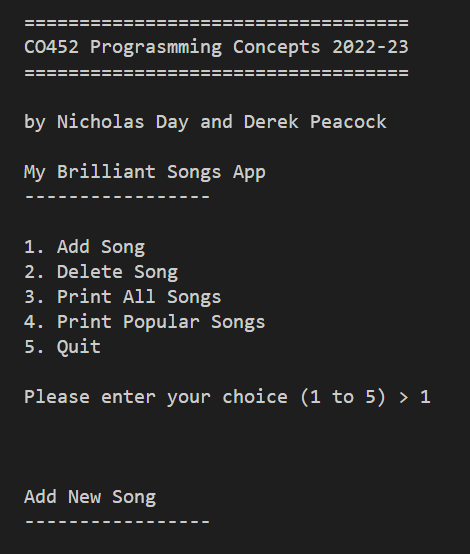 ===================================
CO452 Prograsmming Concepts 2022-23
===================================
by Nicholas Day and Derek Peacock
My Brilliant Songs App
-----------------
1. Add Song
2. Delete Song
3. Print All Songs
4. Print Popular Songs
5. Quit
Please enter your choice (1 to 5) > 1
Add New Song
-----------------